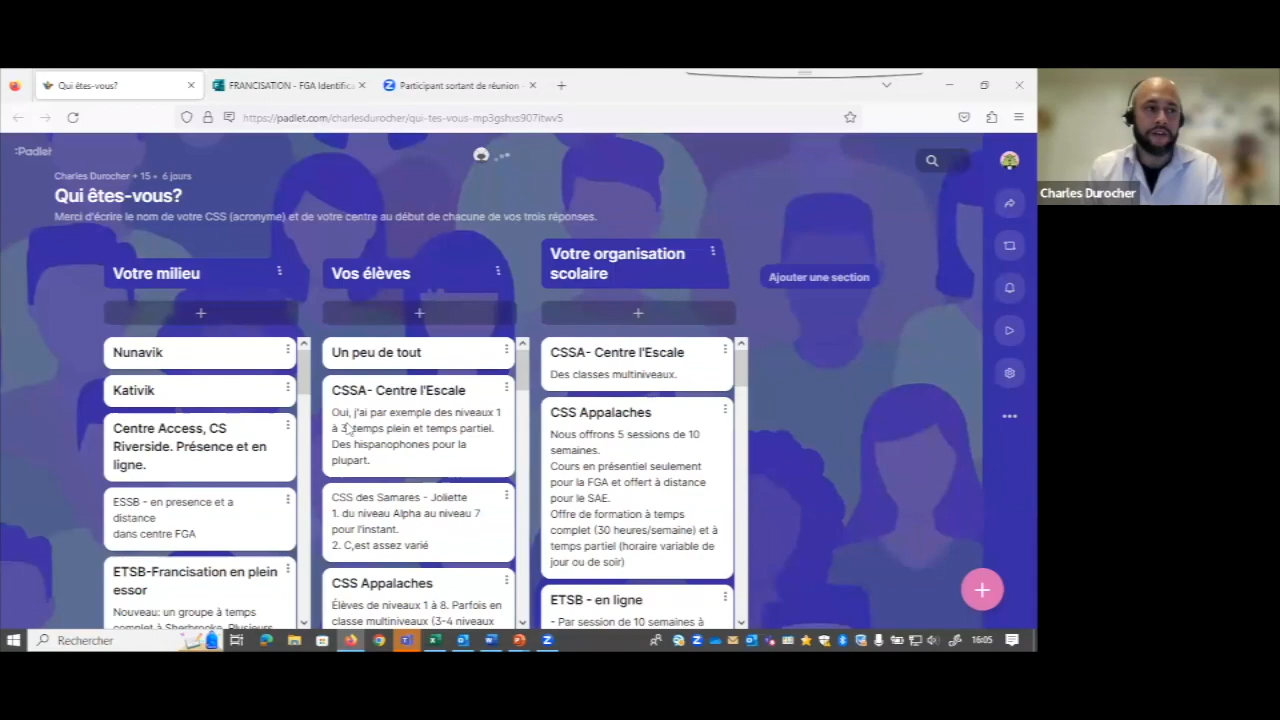 Qui êtes-vous?
FRANCISATION - FGA Identifica
Participant sortant de réunion
https://padlet.com/charlesdurocher/qui-tes-vous-mp3gshxs907itwv5
:Padlet
Charles Durocher + 15 • 6 jours
Qui êtes-vous?
Merci d'écrire le nom de votre CSS (acronyme) et de votre centre au début de chacune de vos trois réponses.
Votre milieu
Nunavik
Kativik
Centre Access, CS
Riverside. Présence et en
ligne.
ESSB - en presence et a
distance
dans centre FGA
ETSB-Francisation en plein
essor
Nouveau: un groupe à temps
complet à Sherbrooke. Plusieurs
Vos élèves
Un peu de tout
CSSA- Centre l'Escale
Oui, j'ai par exemple des niveaux 1
à 3, temps plein et temps partiel.
Des hispanophones pour la
plupart.
CSS des Samares - Joliette
1. du niveau Alpha au niveau 7
pour l'instant.
2. C,est assez varié
CSS Appalaches
Élèves de niveaux 1 à 8. Parfois en
classe multiniveaux (3-4 niveaux
Votre organisation
scolaire
CSSA- Centre l'Escale
Des classes multiniveaux.
CSS Appalaches
Nous offrons 5 sessions de 10
semaines.
Cours en présentiel seulement
pour la FGA et offert à distance
pour le SAE.
Offre de formation à temps
complet (30 heures/semaine) et à
temps partiel (horaire variable de
jour ou de soir)
ETSB - en ligne
- Par session de 10 semaines à
Ajouter une section
Charles Durocher
Rechercher
16:05